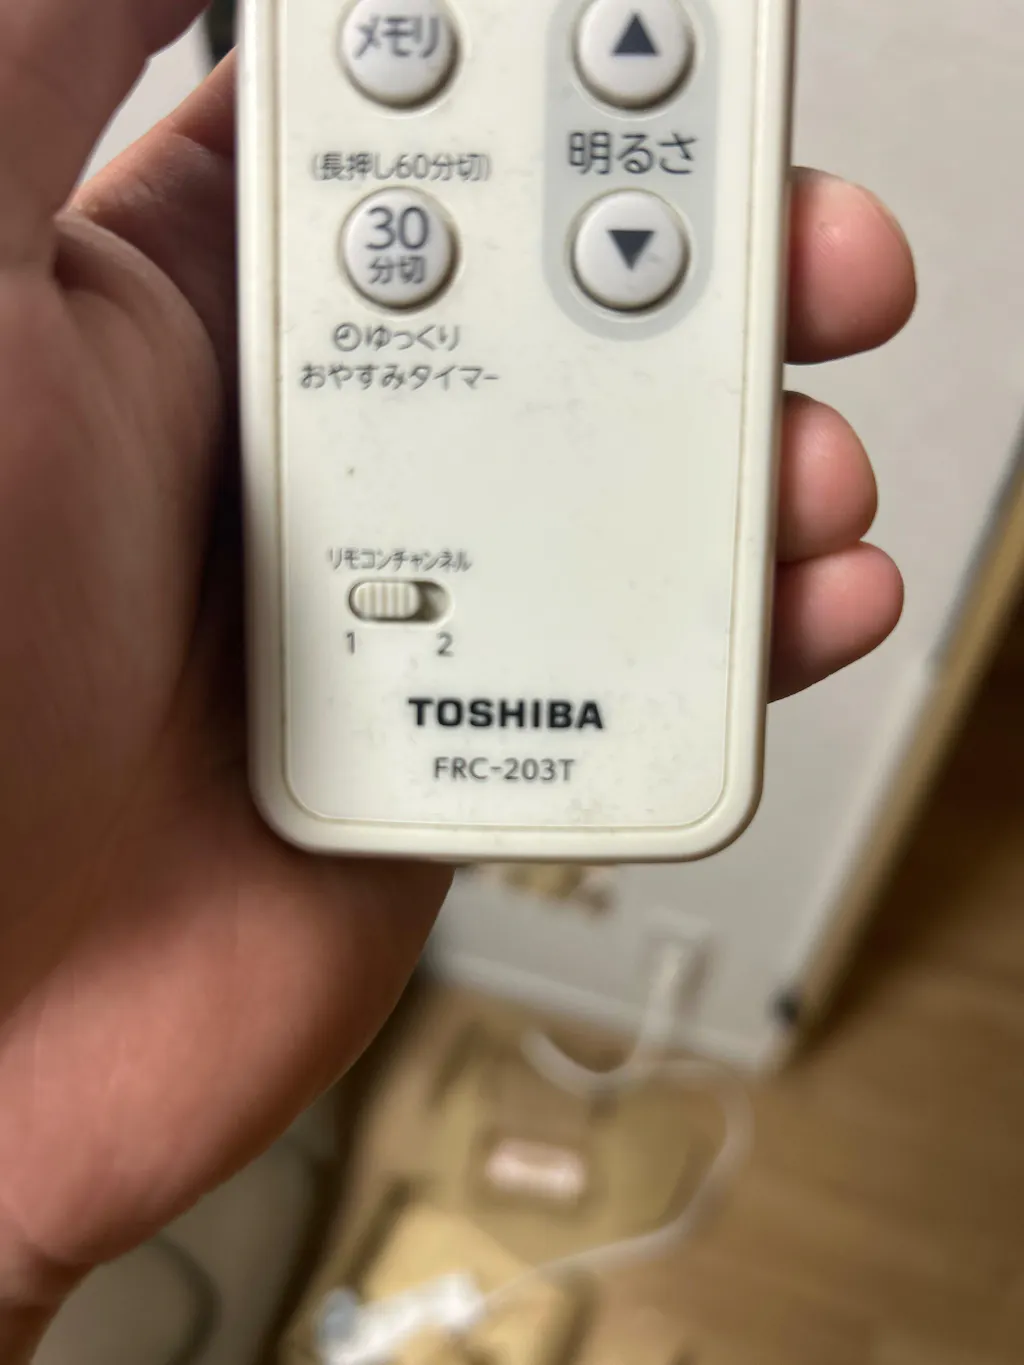 メモリ
▲
明るさ
▼
(長押し60分切)
30
分切
ゆっくり
おやすみタイマー
リモコンチャンネル
1 2
TOSHIBA
FRC-203T